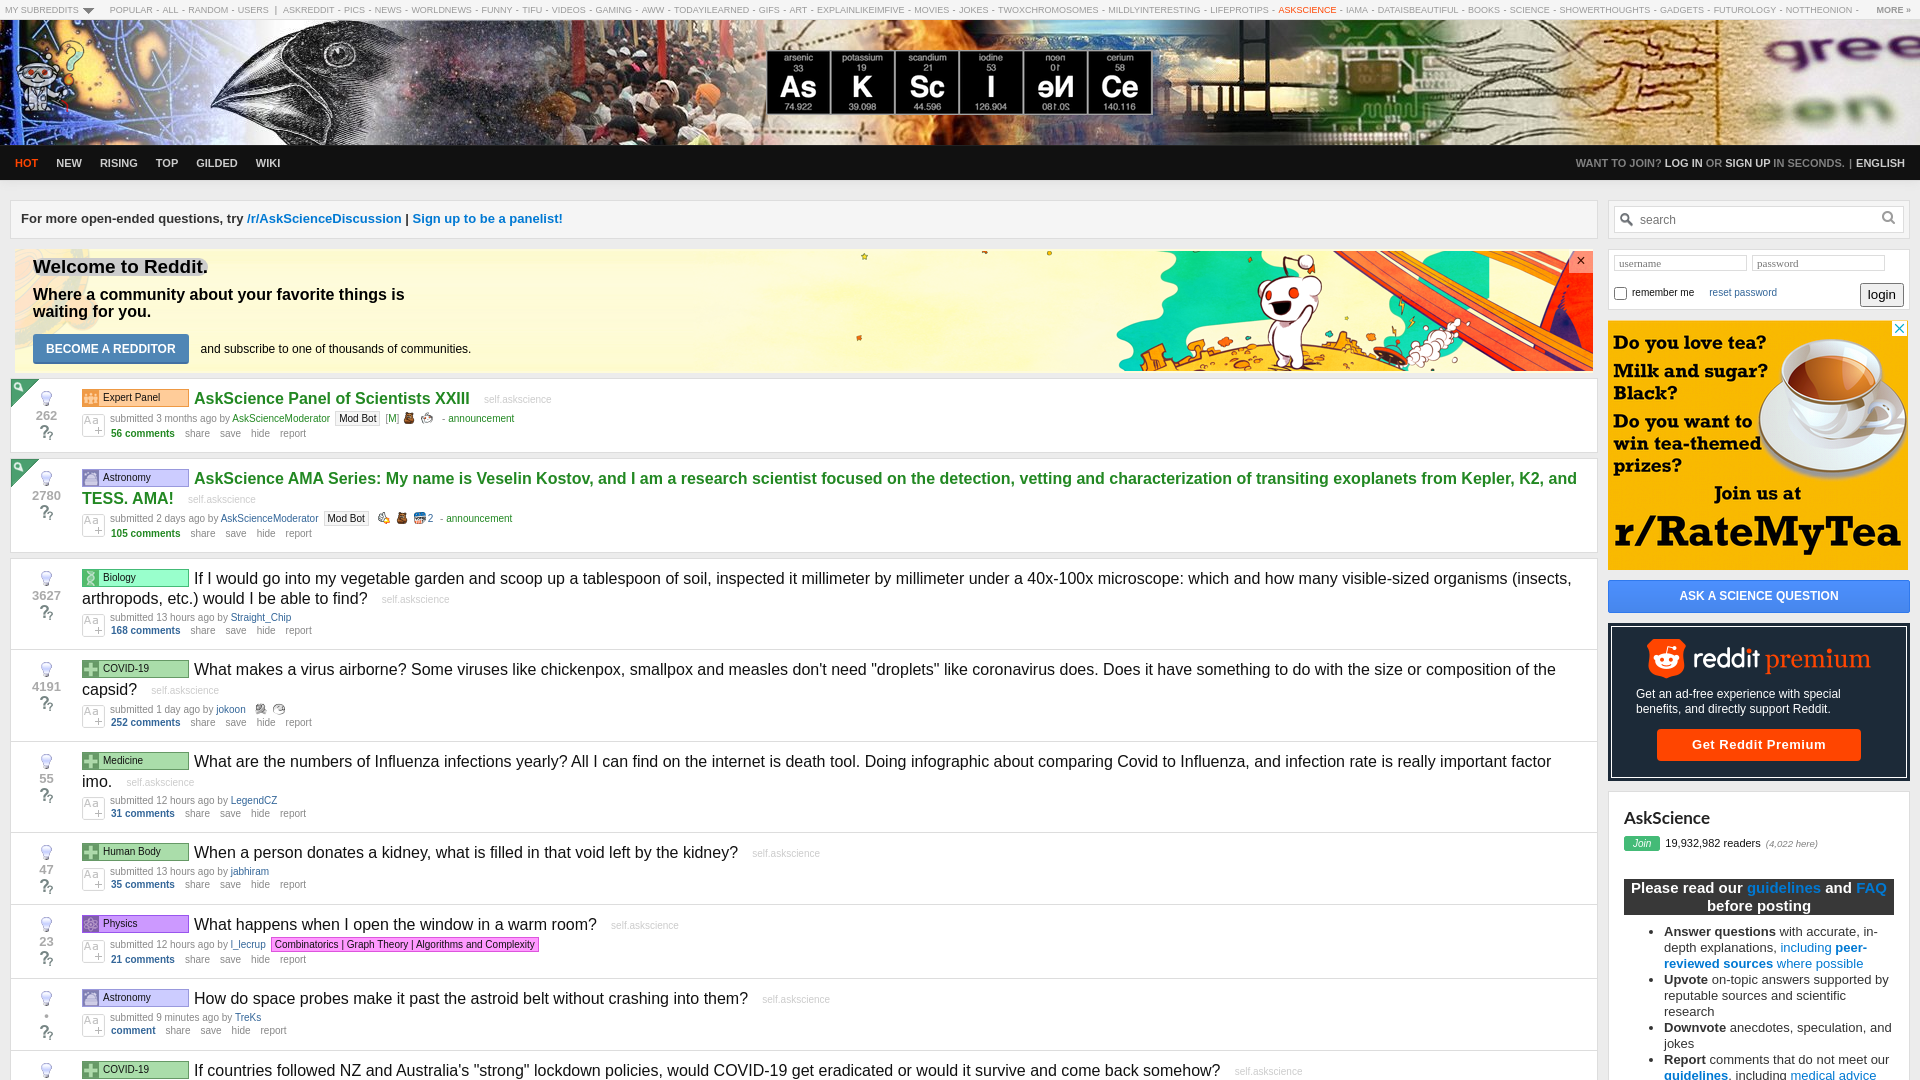 MY SUBREDDITS POPULAR - ALL - RANDOM - USERS | ASKREDDIT - PICS - NEWS - WORLDNEWS - FUNNY - TIFU - VIDEOS - GAMING - AWW - TODAYILEARNED - GIFS - ART - EXPLAINLIKEIMFIVE - MOVIES - JOKES - TWOXCHROMOSOMES - MILDLYINTERESTING - LIFEPROTIPS - ASKSCIENCE - IAMA - DATAISBEAUTIFUL - BOOKS - SCIENCE - SHOWERTHOUGHTS - GADGETS - FUTUROLOGY - NOTTHEONION - MORE »
arsenic potassium scandium iodine neon cerium
33 19 21 53 10 58
As K Sc I Ne Ce
74.922 39.098 44.596 126.904 20.180 140.116
gree
en
HOT NEW RISING TOP GILDED WIKI
WANT TO JOIN? LOG IN OR SIGN UP IN SECONDS. | ENGLISH
For more open-ended questions, try /r/AskScienceDiscussion | Sign up to be a panelist!
Welcome to Reddit.
Where a community about your favorite things is
waiting for you.
BECOME A REDDITOR and subscribe to one of thousands of communities.
262
Expert Panel AskScience Panel of Scientists XXIII self.askscience
submitted 3 months ago by AskScienceModerator Mod Bot [M] - announcement
56 comments share save hide report
2780
Astronomy AskScience AMA Series: My name is Veselin Kostov, and I am a research scientist focused on the detection, vetting and characterization of transiting exoplanets from Kepler, K2, and
TESS. AMA! self.askscience
submitted 2 days ago by AskScienceModerator Mod Bot 2 - announcement
105 comments share save hide report
3627
Biology If I would go into my vegetable garden and scoop up a tablespoon of soil, inspected it millimeter by millimeter under a 40x-100x microscope: which and how many visible-sized organisms (insects,
arthropods, etc.) would I be able to find? self.askscience
submitted 13 hours ago by Straight_Chip
168 comments share save hide report
4191
COVID-19 What makes a virus airborne? Some viruses like chickenpox, smallpox and measles don't need "droplets" like coronavirus does. Does it have something to do with the size or composition of the
capsid? self.askscience
submitted 1 day ago by jokoon
252 comments share save hide report
55
Medicine What are the numbers of Influenza infections yearly? All I can find on the internet is death tool. Doing infographic about comparing Covid to Influenza, and infection rate is really important factor
imo. self.askscience
submitted 12 hours ago by LegendCZ
31 comments share save hide report
47
Human Body When a person donates a kidney, what is filled in that void left by the kidney? self.askscience
submitted 13 hours ago by jabhiram
35 comments share save hide report
23
Physics What happens when I open the window in a warm room? self.askscience
submitted 12 hours ago by l_lecrup Combinatorics | Graph Theory | Algorithms and Complexity
21 comments share save hide report
•
Astronomy How do space probes make it past the astroid belt without crashing into them? self.askscience
submitted 9 minutes ago by TreKs
comment share save hide report
COVID-19 If countries followed NZ and Australia's "strong" lockdown policies, would COVID-19 get eradicated or would it survive and come back somehow? self.askscience
search
username password
remember me reset password login
Do you love tea?
Milk and sugar?
Black?
Do you want to
win tea-themed
prizes?
Join us at
r/RateMyTea
ASK A SCIENCE QUESTION
reddit premium
Get an ad-free experience with special
benefits, and directly support Reddit.
Get Reddit Premium
AskScience
Join 19,932,982 readers (4,022 here)
Please read our guidelines and FAQ
before posting
• Answer questions with accurate, in-
depth explanations, including peer-
reviewed sources where possible
• Upvote on-topic answers supported by
reputable sources and scientific
research
• Downvote anecdotes, speculation, and
jokes
• Report comments that do not meet our
guidelines, including medical advice